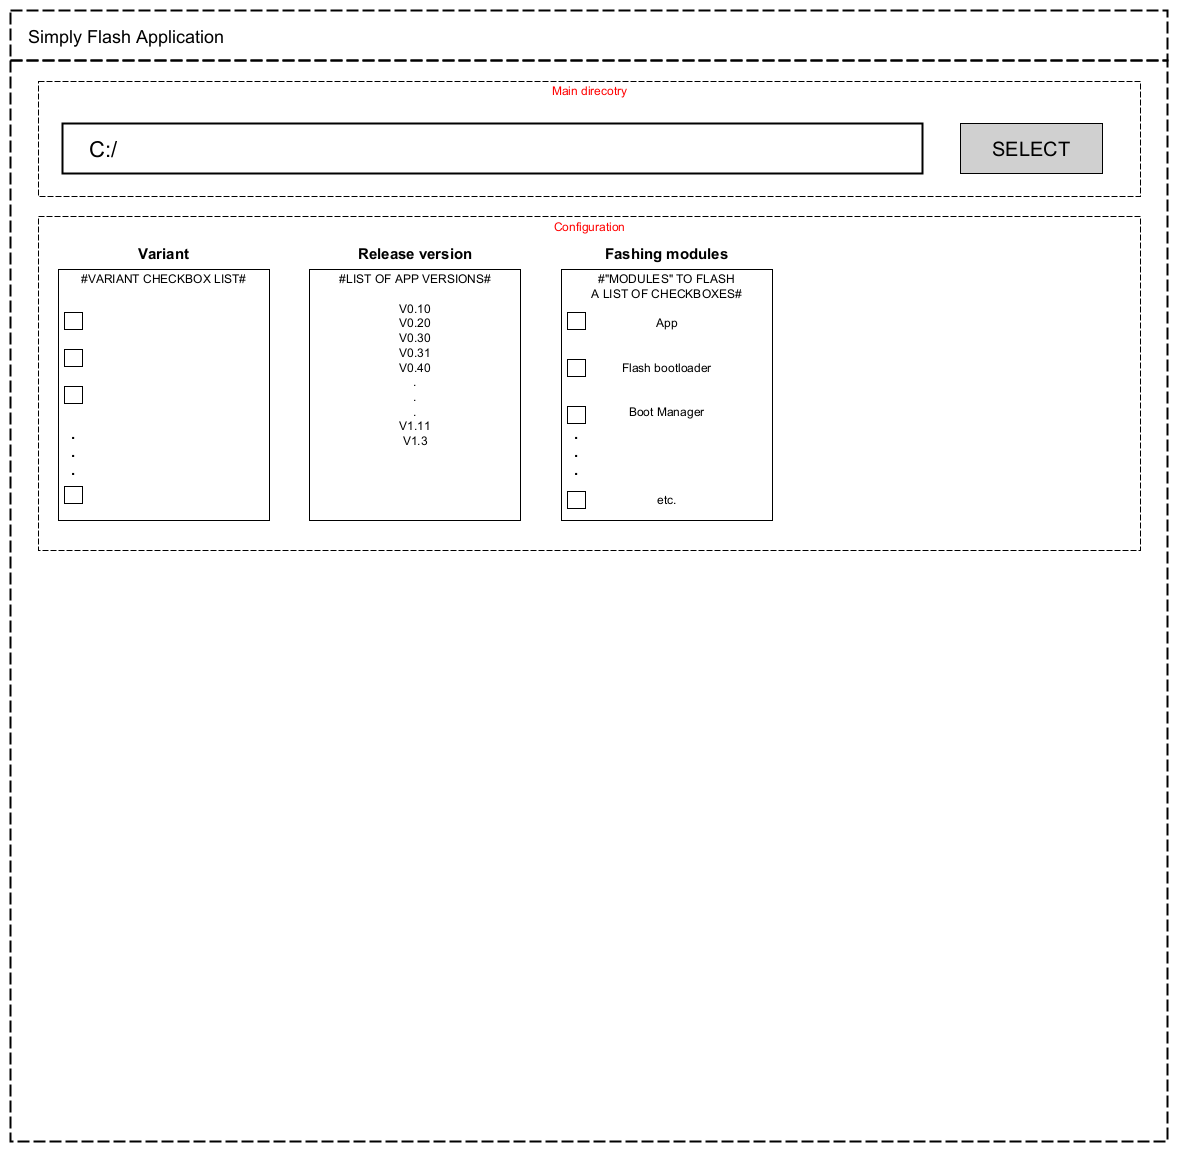 Simply Flash Application
Main direcotry
C:/
SELECT
Configuration
Variant
#VARIANT CHECKBOX LIST#
.
.
.
Release version
#LIST OF APP VERSIONS#
V0.10
V0.20
V0.30
V0.31
V0.40
.
.
.
V1.11
V1.3
Fashing modules
#"MODULES" TO FLASH
A LIST OF CHECKBOXES#
App
Flash bootloader
Boot Manager
.
.
.
etc.